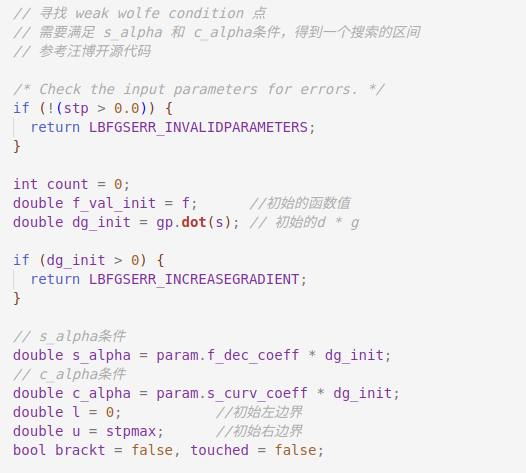 // 寻找 weak wolfe condition 点
// 需要满足 s_alpha 和 c_alpha条件，得到一个搜索的区间
// 参考汪博开源代码
/* Check the input parameters for errors. */
if (!(stp > 0.0)) {
return LBFGSERR_INVALIDPARAMETERS;
}
int count = 0;
double f_val_init = f; //初始的函数值
double dg_init = gp.dot(s); // 初始的d * g
if (dg_init > 0) {
return LBFGSERR_INCREASEGRADIENT;
}
// s_alpha条件
double s_alpha = param.f_dec_coeff * dg_init;
// c_alpha条件
double c_alpha = param.s_curv_coeff * dg_init;
double l = 0; //初始左边界
double u = stpmax; //初始右边界
bool brackt = false, touched = false;